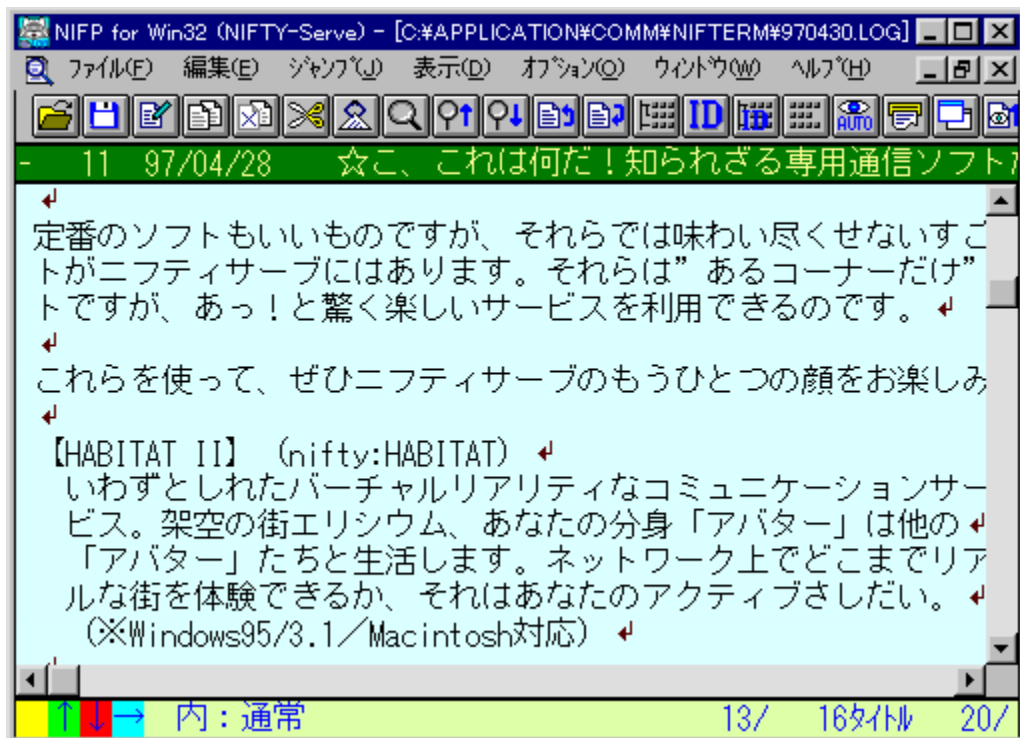 NIFP for Win32 (NIFTY-Serve) - [C:¥APPLICATION¥COMM¥NIFTERM¥970430.LOG]
ﾌｧｲﾙ(F) 編集(E) ｼﾞｬﾝﾌﾟ(J) 表示(D) ｵﾌﾟｼｮﾝ(O) ｳｨﾝﾄﾞｳ(W) ﾍﾙﾌﾟ(H)
ID ID AUTO
- 11 97/04/28 ☆こ、これは何だ！知られざる専用通信ソフト
定番のソフトもいいものですが、それらでは味わい尽くせないすご
トがニフティサーブにはあります。それらは”あるコーナーだけ”
トですが、あっ！と驚く楽しいサービスを利用できるのです。
これらを使って、ぜひニフティサーブのもうひとつの顔をお楽しみ
【HABITAT II】 (nifty:HABITAT)
いわずとしれたバーチャルリアリティなコミュニケーションサー
ビス。架空の街エリシウム、あなたの分身「アバター」は他の
「アバター」たちと生活します。ネットワーク上でどこまでリア
ルな街を体験できるか、それはあなたのアクティブさしだい。
（※Windows95/3.1／Macintosh対応）
↑↓→ 内：通常 13/ 16ﾀｲﾄﾙ 20/